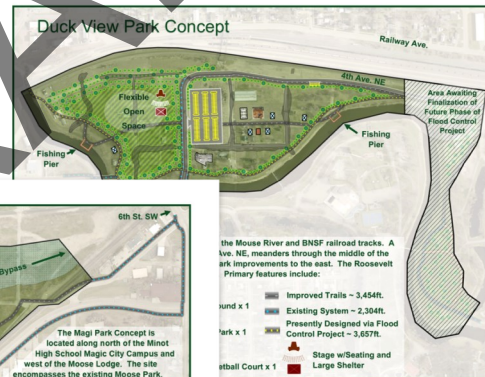 Duck View Park Concept
Railway Ave.
4th Ave. NE
Flexible
Open
Space
Area Awaiting
Finalization of
Future Phase of
Flood Control
Project
Fishing
Pier
Fishing
Pier
6th St. SW
Bypass
the Mouse River and BNSF railroad tracks. A
Ave. NE, meanders through the middle of the
park improvements to the east. The Roosevelt
Primary features include:
x 1
Improved Trails ~ 3,454ft.
Existing System ~ 2,304ft.
Park x 1
Presently Designed via Flood
Control Project ~ 3,657ft.
Court x 1
Stage w/Seating and
Large Shelter
The Magi Park Concept is
located along north of the Minot
High School Magic City Campus and
west of the Moose Lodge. The site
encompasses the existing Moose Park.